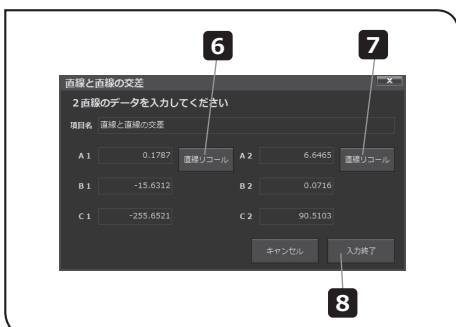 6
7
直線と直線の交差
x
2直線のデータを入力してください
項目名 直線と直線の交差
A 1 0.1787 直線リコール A 2 6.6465 直線リコール
B 1 -15.6312 B 2 0.0716
C 1 -255.6521 C 2 90.5103
キャンセル 入力終了
8